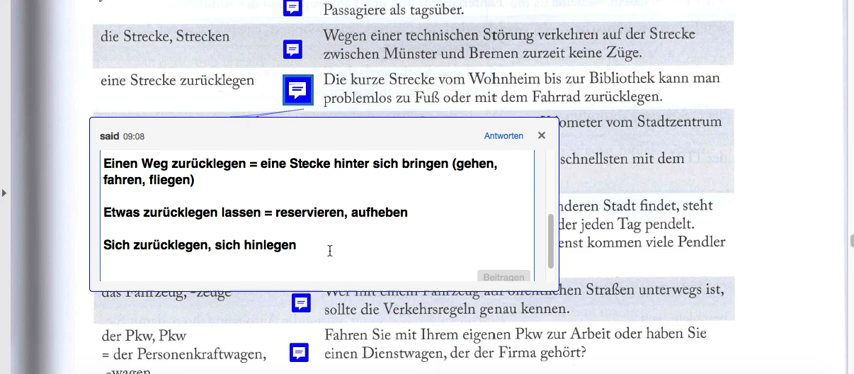 Passagiere als tagsüber.
die Strecke, Strecken
Wegen einer technischen Störung verkehren auf der Strecke
zwischen Münster und Bremen zurzeit keine Züge.
eine Strecke zurücklegen
Die kurze Strecke vom Wohnheim bis zur Bibliothek kann man
problemlos zu Fuß oder mit dem Fahrrad zurücklegen.
ometer vom Stadtzentrum
said 09:08
Antworten
schnellsten mit dem
Einen Weg zurücklegen = eine Stecke hinter sich bringen (gehen,
fahren, fliegen)
Etwas zurücklegen lassen = reservieren, aufheben
Sich zurücklegen, sich hinlegen
Beitragen
nderen Stadt findet, steht
der jeden Tag pendelt.
enst kommen viele Pendler
das Fahrzeug, -zeuge
Wer mit einem Fahrzeug auf öffentlichen Straßen unterwegs ist,
sollte die Verkehrsregeln genau kennen.
der Pkw, Pkw
= der Personenkraftwagen,
-wagen
Fahren Sie mit Ihrem eigenen Pkw zur Arbeit oder haben Sie
einen Dienstwagen, der der Firma gehört?